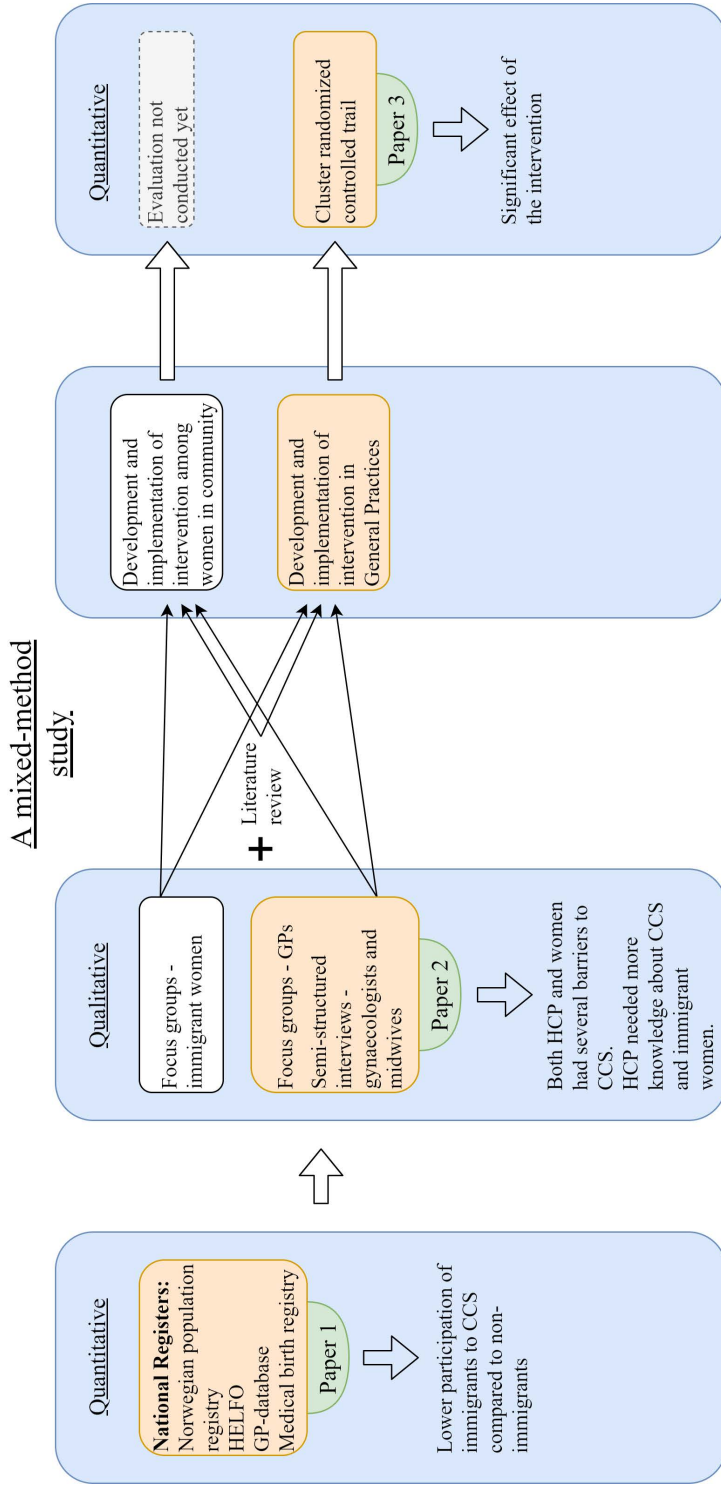 A mixed-method
study
Quantitative
National Registers:
Norwegian population
registry
HELFO
GP-database
Medical birth registry
Paper 1
Lower participation of
immigrants to CCS
compared to non-
immigrants
Qualitative
Focus groups -
immigrant women
Focus groups - GPs
Semi-structured
interviews -
gynaecologists and
midwives
Paper 2
Both HCP and women
had several barriers to
CCS.
HCP needed more
knowledge about CCS
and immigrant
women.
+
Literature
review
Development and
implementation of
intervention among
women in community
Development and
implementation of
intervention in
General Practices
Quantitative
Evaluation not
conducted yet
Cluster randomized
controlled trail
Paper 3
Significant effect of
the intervention